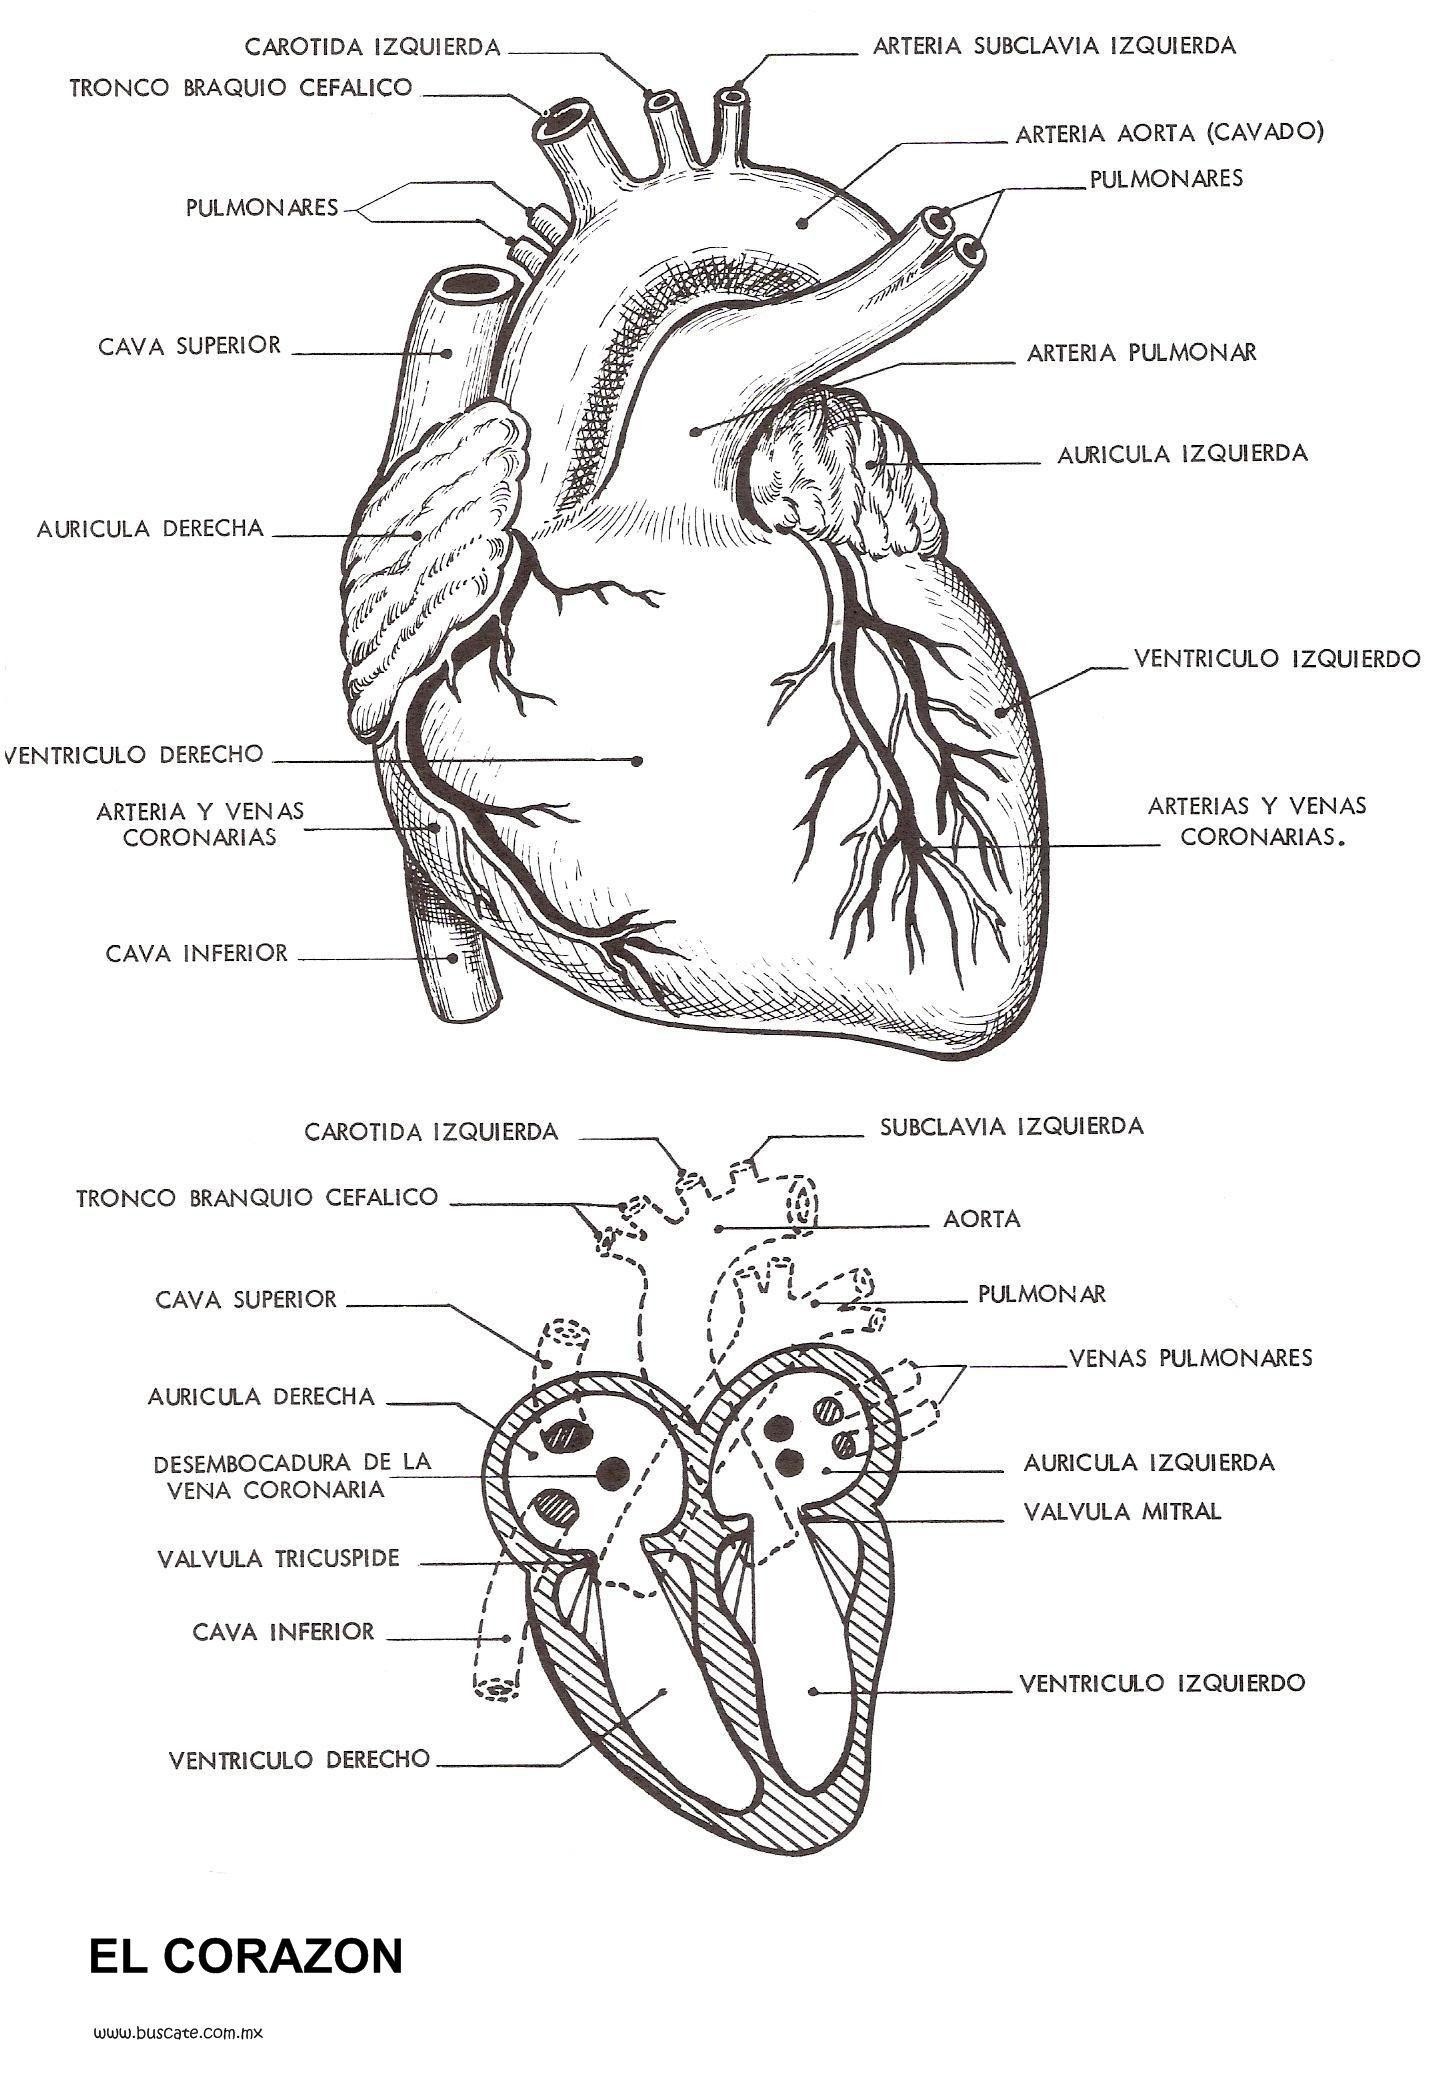 CAROTIDA IZQUIERDA
ARTERIA SUBCLAVIA IZQUIERDA
TRONCO BRAQUIO CEFALICO
ARTERIA AORTA (CAVADO)
PULMONARES
PULMONARES
CAVA SUPERIOR
ARTERIA PULMONAR
AURICULA IZQUIERDA
AURICULA DERECHA
VENTRICULO IZQUIERDO
VENTRICULO DERECHO
ARTERIA Y VENAS
CORONARIAS
ARTERIAS Y VENAS
CORONARIAS.
CAVA INFERIOR
CAROTIDA IZQUIERDA
SUBCLAVIA IZQUIERDA
TRONCO BRANQUIO CEFALICO
AORTA
CAVA SUPERIOR
PULMONAR
VENAS PULMONARES
AURICULA DERECHA
DESEMBOCADURA DE LA
VENA CORONARIA
AURICULA IZQUIERDA
VALVULA MITRAL
VALVULA TRICUSPIDE
CAVA INFERIOR
VENTRICULO IZQUIERDO
VENTRICULO DERECHO
EL CORAZON
www.buscate.com.mx